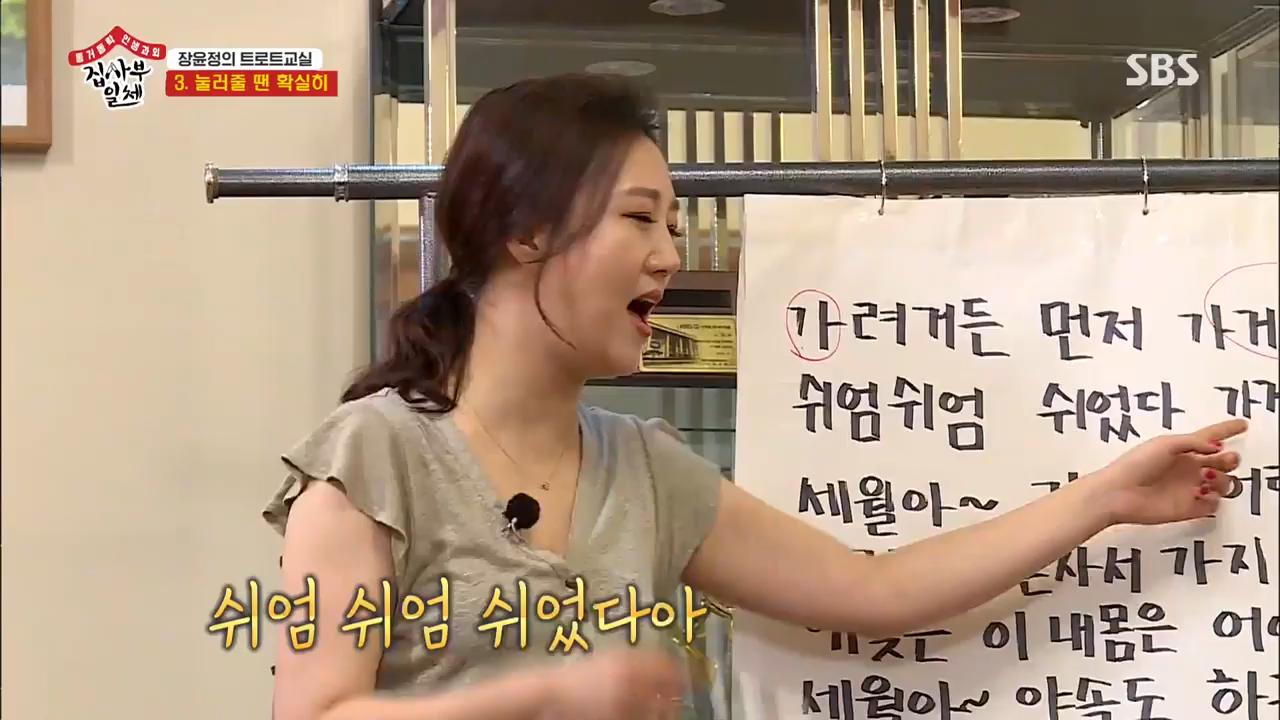 장윤정의 트로트교실
3. 눌러줄 땐 확실히
집사부
일체
SBS
가려거든 먼저 가게
쉬엄쉬엄 쉬었다
세월아~
가지
이 내몸은
세월아~ 야속도
쉬엄 쉬엄 쉬었다아